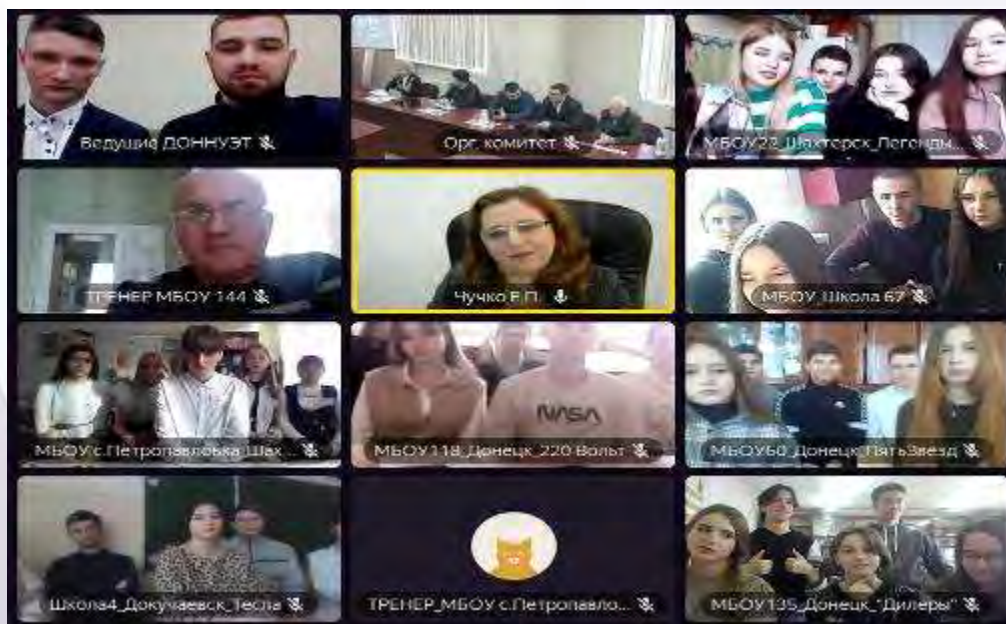 Ведущие ДОННУЭТ
Орг. комитет
МБОУ22_Шахтерск_Легенды...
ТРЕНЕР МБОУ 144
Чучко В.П.
МБОУ_Школа 67
МБОУ с.Петропавловка_Шах...
МБОУ118_Донецк_220 Вольт
NASA
МБОУ60_Донецк_ПятьЗвезд
Школа4_Докучаевск_Тесла
ТРЕНЕР_МБОУ с.Петропавло...
МБОУ135_Донецк_"Дилеры"